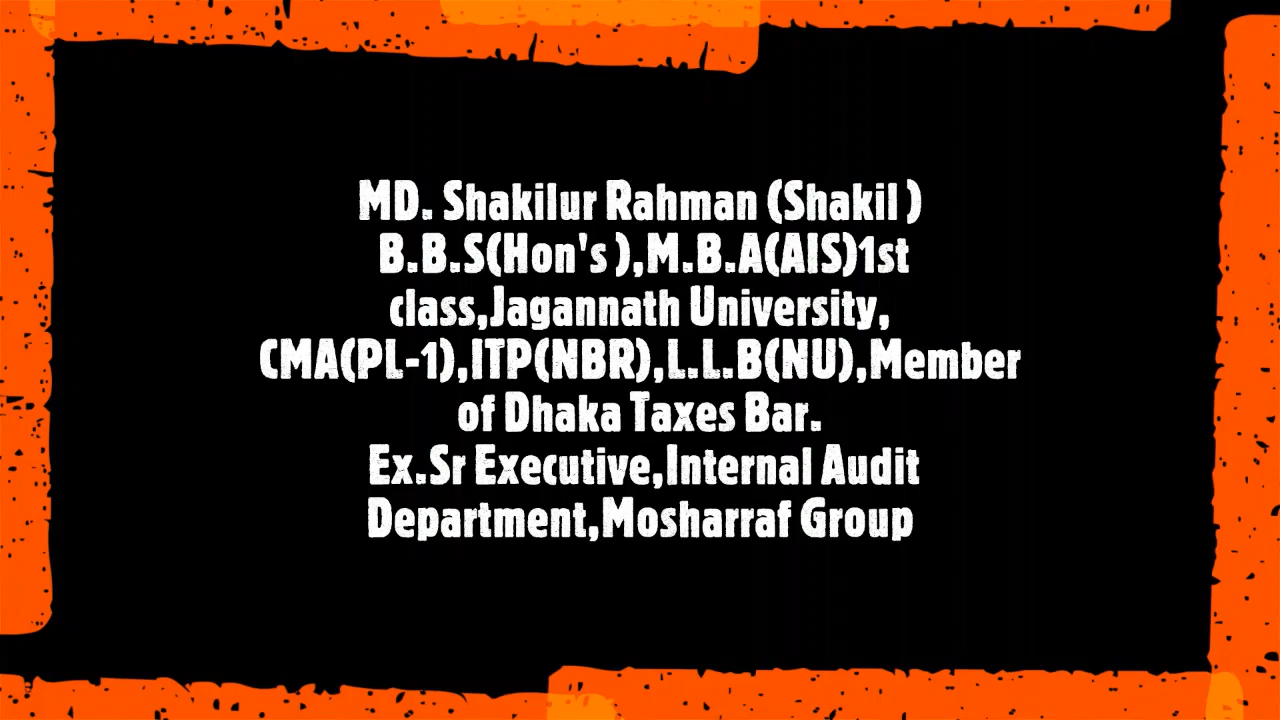 MD. Shakilur Rahman (Shakil )
B.B.S(Hon's ),M.B.A(AIS)1st
class,Jagannath University,
CMA(PL-1),ITP(NBR),L.L.B(NU),Member
of Dhaka Taxes Bar.
Ex.Sr Executive,Internal Audit
Department,Mosharraf Group